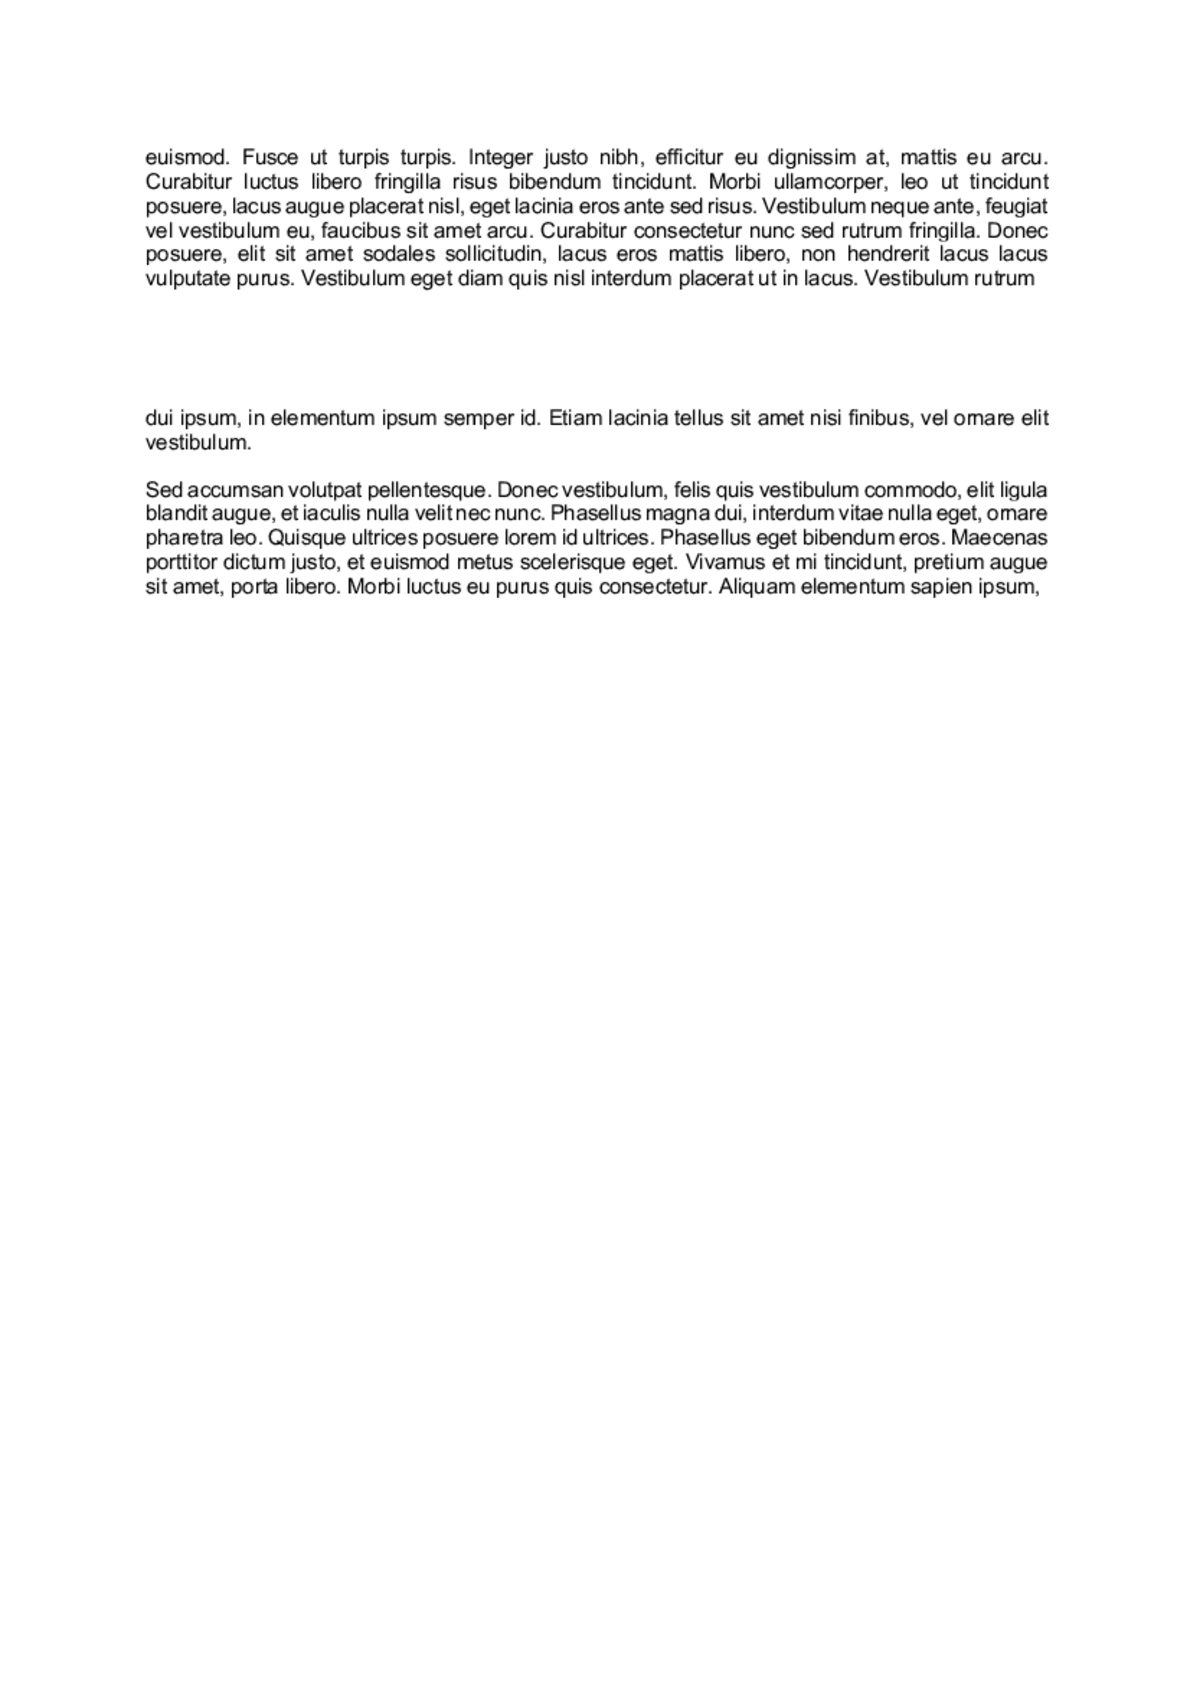 euismod. Fusce ut turpis turpis. Integer justo nibh, efficitur eu dignissim at, mattis eu arcu.
Curabitur luctus libero fringilla risus bibendum tincidunt. Morbi ullamcorper, leo ut tincidunt
posuere, lacus augue placerat nisl, eget lacinia eros ante sed risus. Vestibulum neque ante, feugiat
vel vestibulum eu, faucibus sit amet arcu. Curabitur consectetur nunc sed rutrum fringilla. Donec
posuere, elit sit amet sodales sollicitudin, lacus eros mattis libero, non hendrerit lacus lacus
vulputate purus. Vestibulum eget diam quis nisl interdum placerat ut in lacus. Vestibulum rutrum
dui ipsum, in elementum ipsum semper id. Etiam lacinia tellus sit amet nisi finibus, vel ornare elit
vestibulum.
Sed accumsan volutpat pellentesque. Donec vestibulum, felis quis vestibulum commodo, elit ligula
blandit augue, et iaculis nulla velit nec nunc. Phasellus magna dui, interdum vitae nulla eget, ornare
pharetra leo. Quisque ultrices posuere lorem id ultrices. Phasellus eget bibendum eros. Maecenas
porttitor dictum justo, et euismod metus scelerisque eget. Vivamus et mi tincidunt, pretium augue
sit amet, porta libero. Morbi luctus eu purus quis consectetur. Aliquam elementum sapien ipsum,